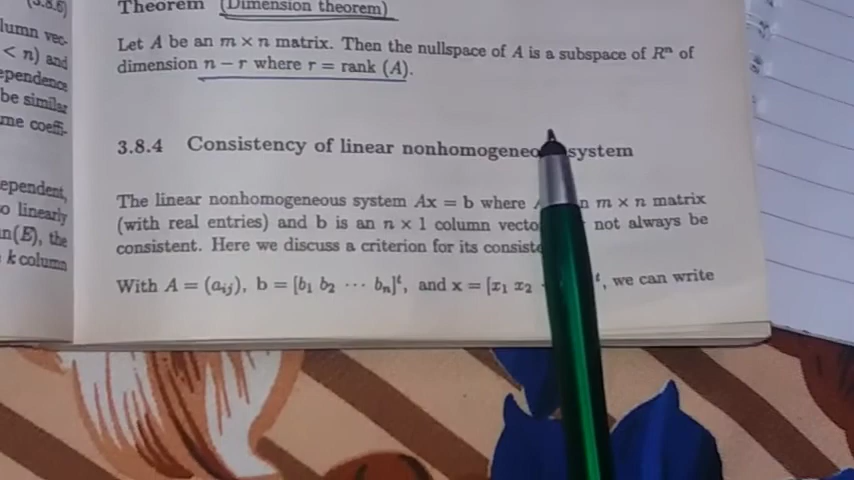 (3.8.6)
lumn vec-
< n) and
ependence
be similar
me coeffi-
ependent,
o linearly
n(E), the
k column
Theorem (Dimension theorem)
Let A be an m × n matrix. Then the nullspace of A is a subspace of Rⁿ of
dimension n − r where r = rank (A).
3.8.4 Consistency of linear nonhomogeneo system
The linear nonhomogeneous system Ax = b where n m × n matrix
(with real entries) and b is an n × 1 column vecto not always be
consistent. Here we discuss a criterion for its consiste
With A = (aᵢⱼ), b = [b₁ b₂ ··· bₙ]ᵗ, and x = [x₁ x₂ ᵗ, we can write